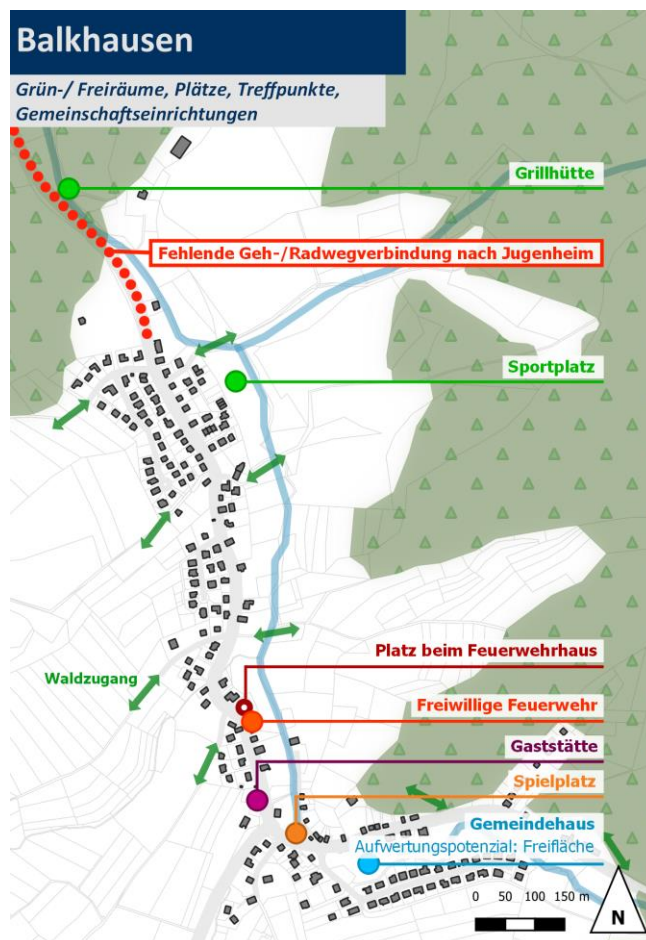 Balkhausen
Grün-/ Freiräume, Plätze, Treffpunkte,
Gemeinschaftseinrichtungen
Grillhütte
Fehlende Geh-/Radwegverbindung nach Jugenheim
Sportplatz
Platz beim Feuerwehrhaus
Waldzugang
Freiwillige Feuerwehr
Gaststätte
Spielplatz
Gemeindehaus
Aufwertungspotenzial: Freifläche
0 50 100 150 m
N